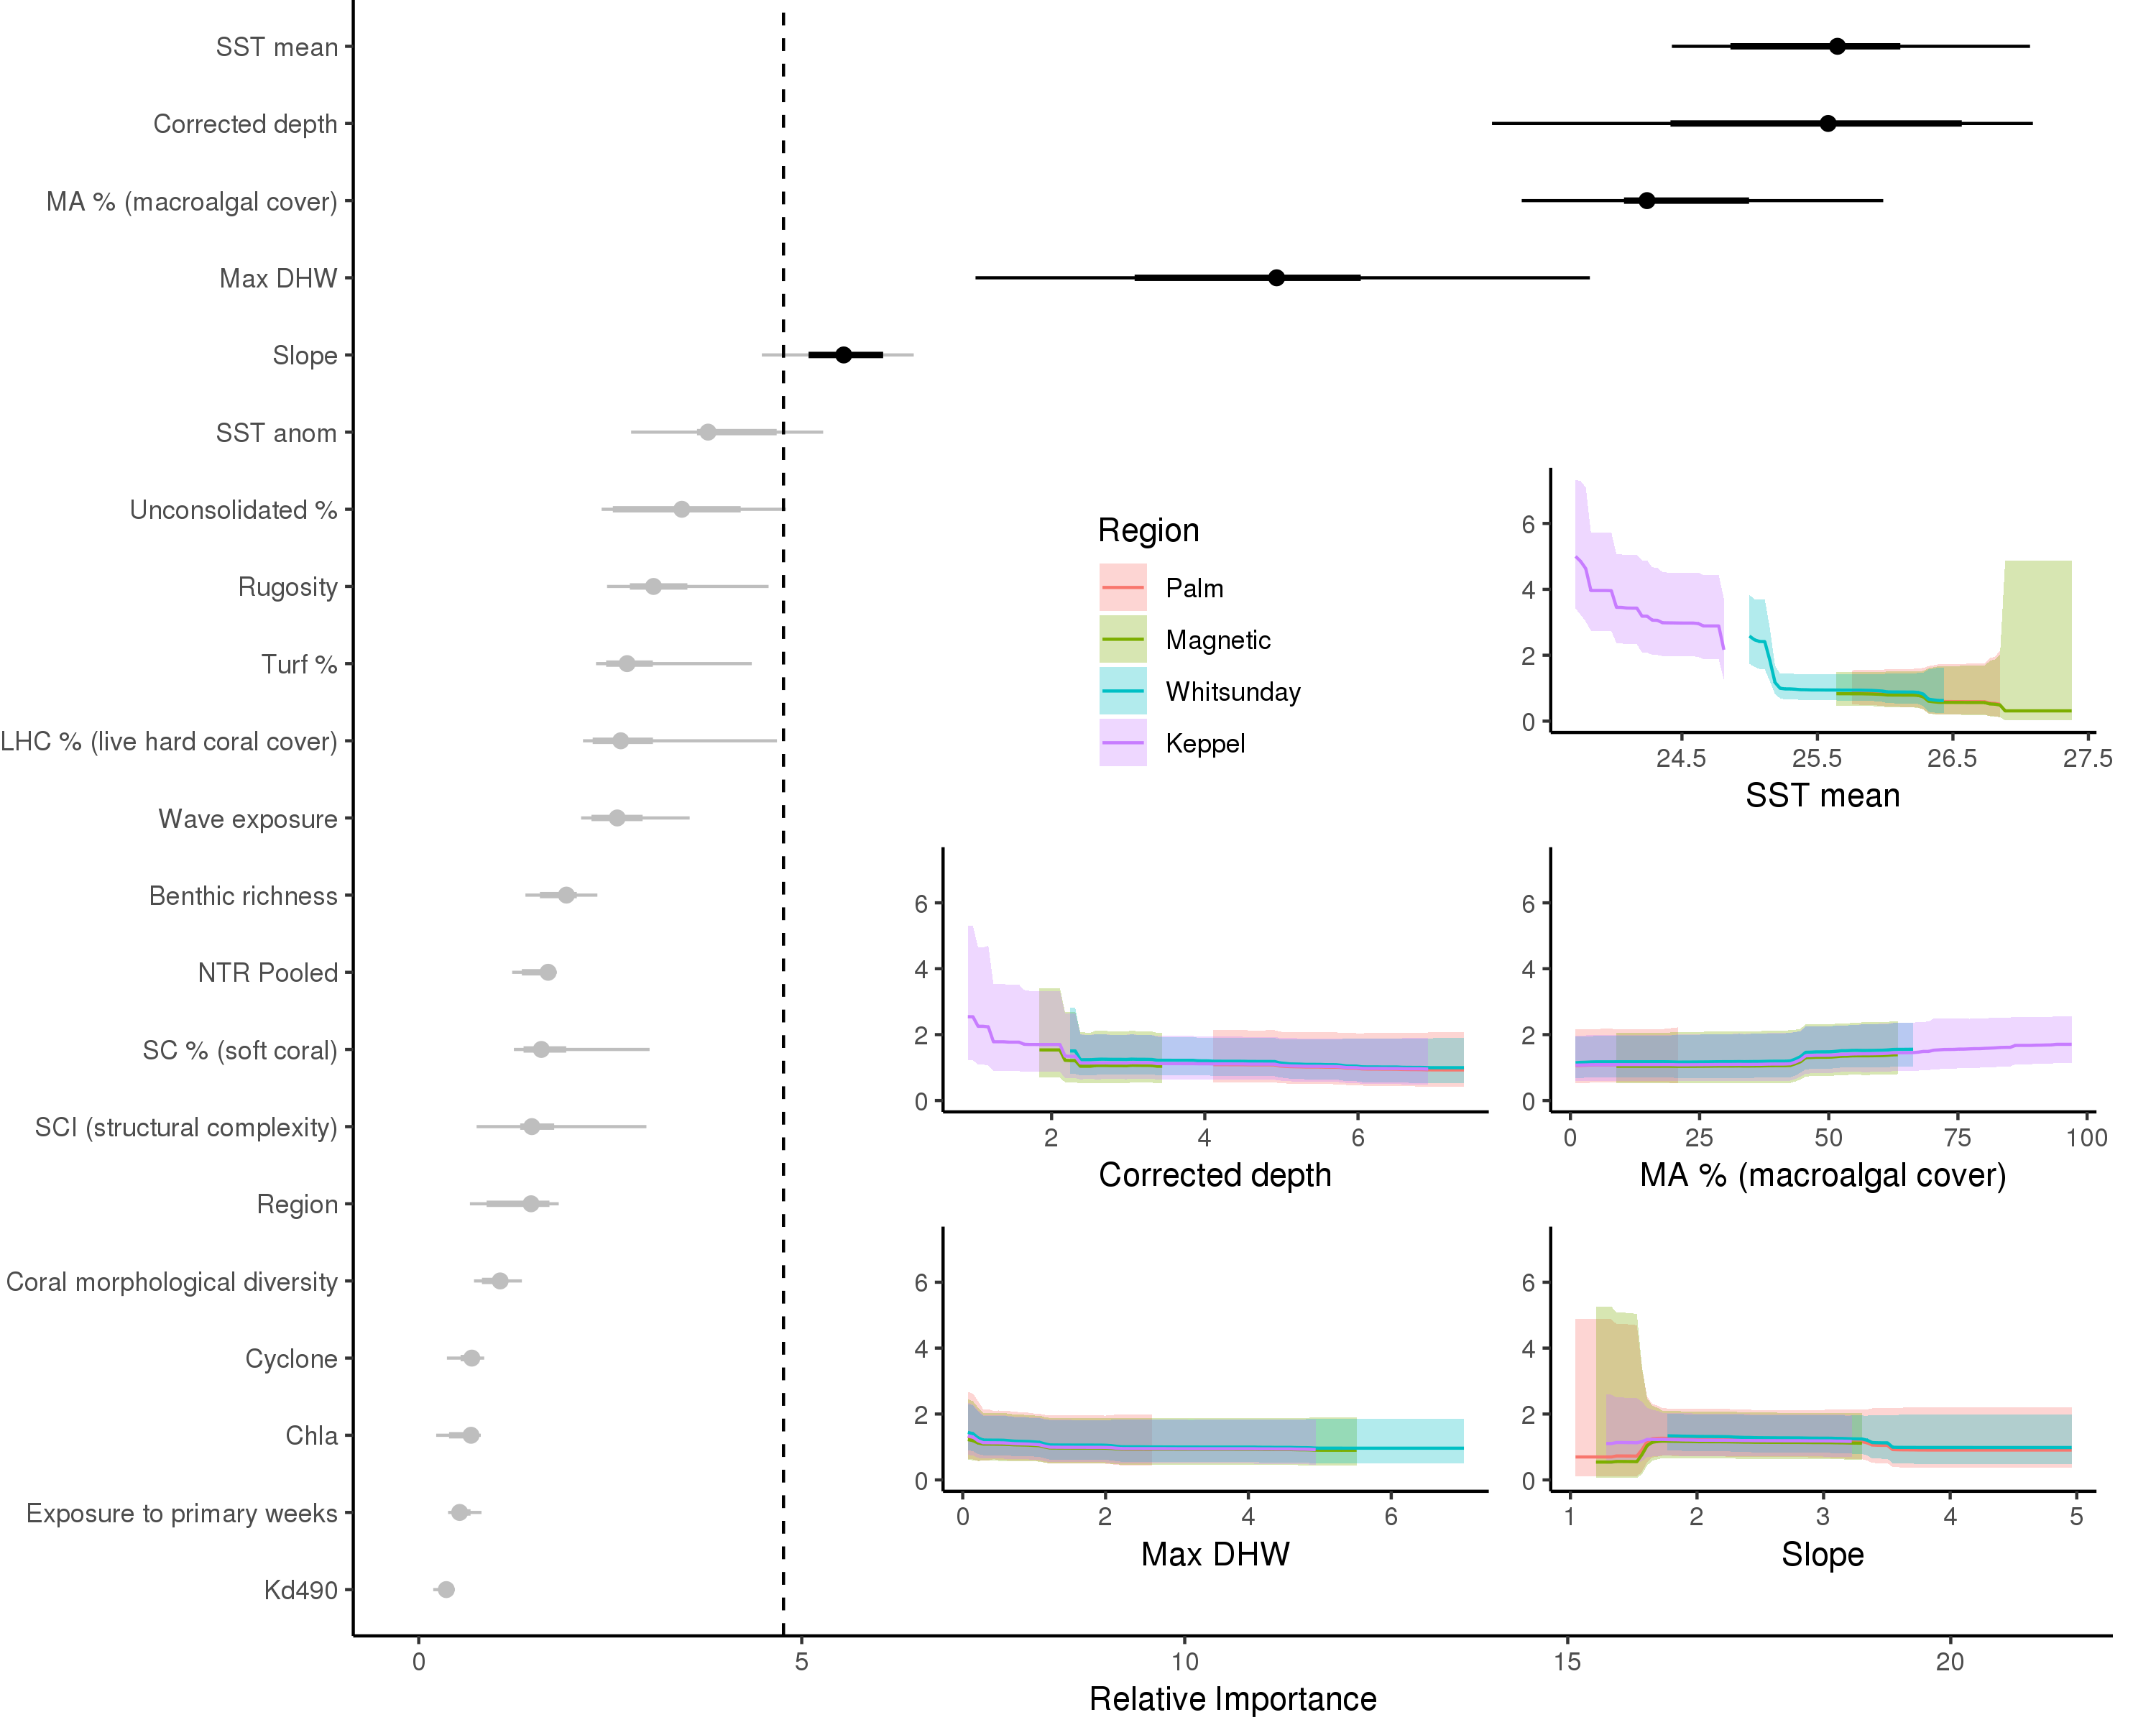 SST mean
Corrected depth
MA % (macroalgal cover)
Max DHW
Slope
SST anom
Unconsolidated %
Rugosity
Turf %
LHC % (live hard coral cover)
Wave exposure
Benthic richness
NTR Pooled
SC % (soft coral)
SCI (structural complexity)
Region
Coral morphological diversity
Cyclone
Chla
Exposure to primary weeks
Kd490
0 5 10 15 20
Relative Importance
Region
Palm
Magnetic
Whitsunday
Keppel
6
4
2
0
24.5 25.5 26.5 27.5
SST mean
6
4
2
0
2 4 6
Corrected depth
6
4
2
0
0 25 50 75 100
MA % (macroalgal cover)
6
4
2
0
0 2 4 6
Max DHW
6
4
2
0
1 2 3 4 5
Slope